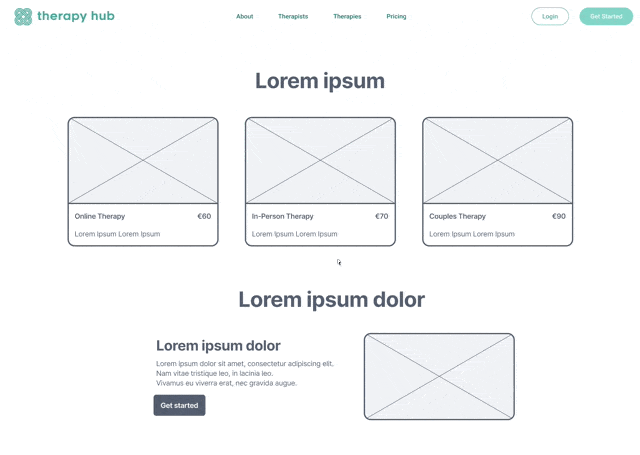 therapy hub
About Therapists Therapies Pricing
Login Get Started
Lorem ipsum
Online Therapy €60
Lorem Ipsum Lorem Ipsum
In-Person Therapy €70
Lorem Ipsum Lorem Ipsum
Couples Therapy €90
Lorem Ipsum Lorem Ipsum
Lorem ipsum dolor
Lorem ipsum dolor
Lorem ipsum dolor sit amet, consectetur adipiscing elit.
Nam vitae tristique leo, in lacinia leo.
Vivamus eu viverra erat, nec gravida augue.
Get started